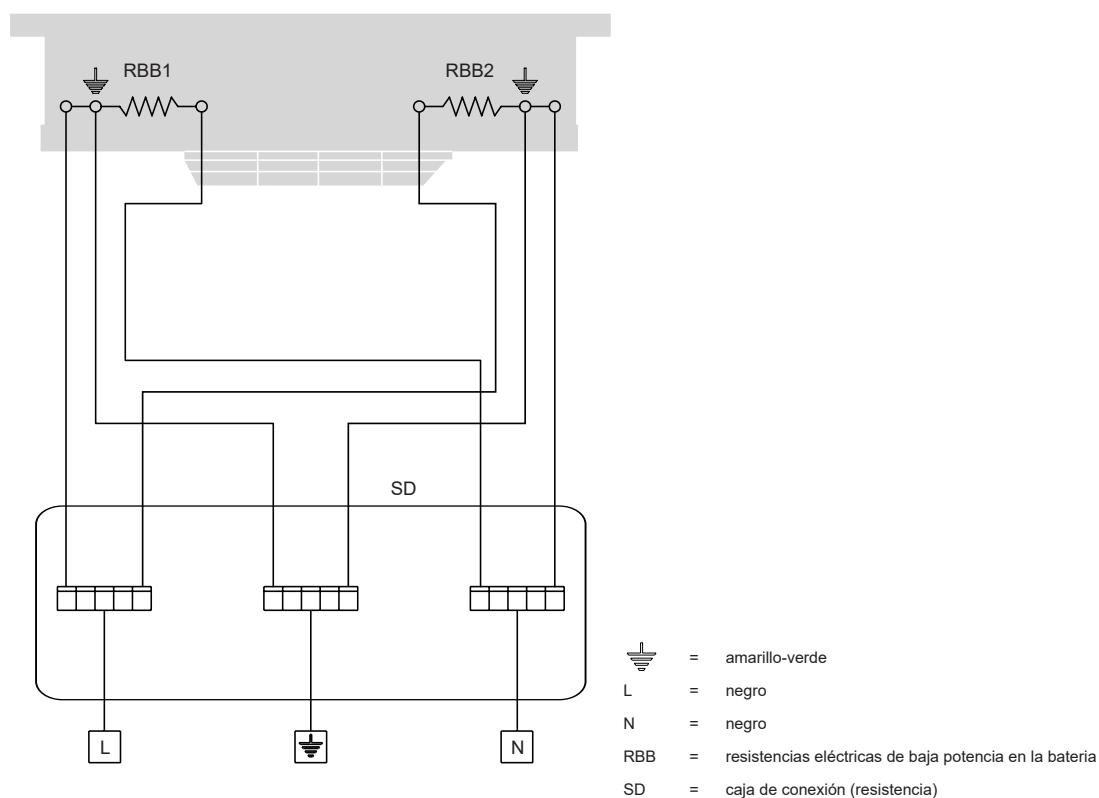 RBB1
RBB2
SD
L
N
= amarillo-verde
L = negro
N = negro
RBB = resistencias eléctricas de baja potencia en la bateria
SD = caja de conexión (resistencia)